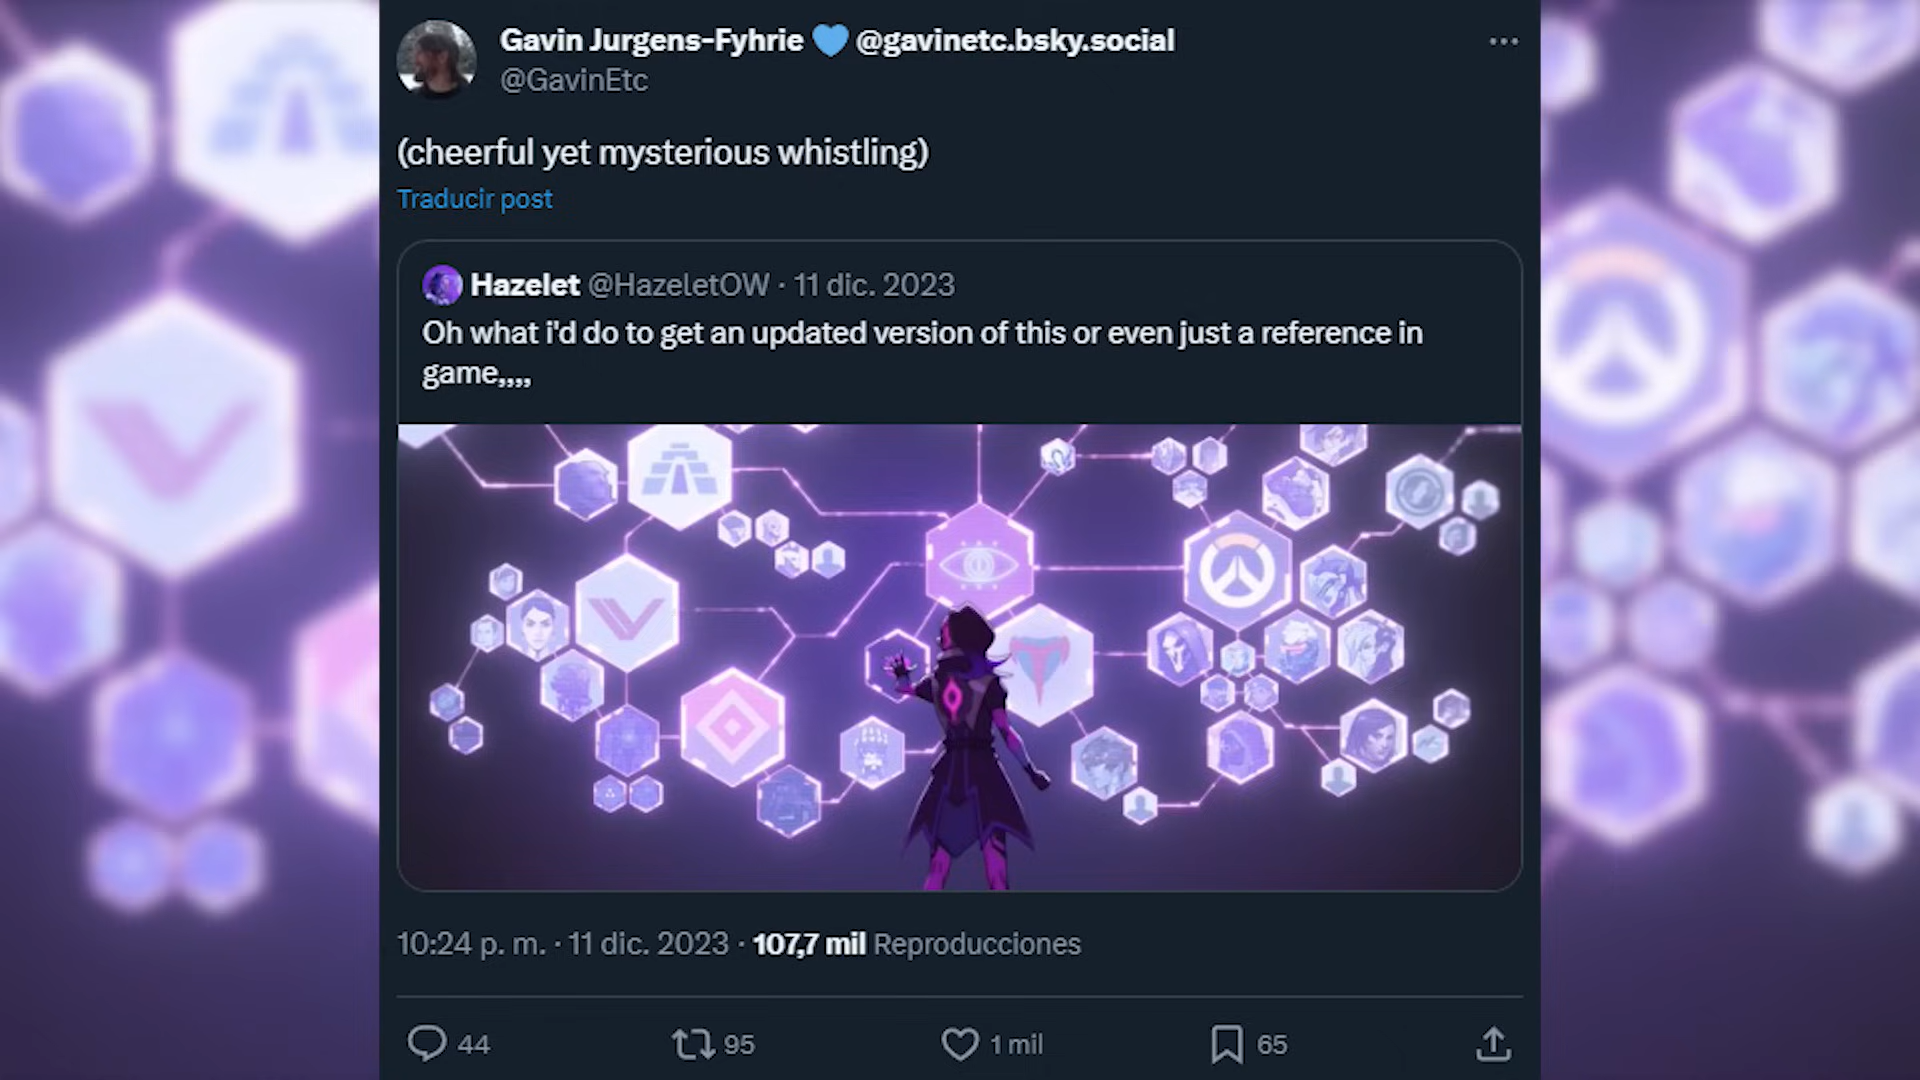 Gavin Jurgens-Fyhrie 💙 @gavinetc.bsky.social
@GavinEtc
(cheerful yet mysterious whistling)
Traducir post
Hazelet @HazeletOW · 11 dic. 2023
Oh what i'd do to get an updated version of this or even just a reference in
game,,,,
10:24 p. m. · 11 dic. 2023 · 107,7 mil Reproducciones
44
95
1 mil
65